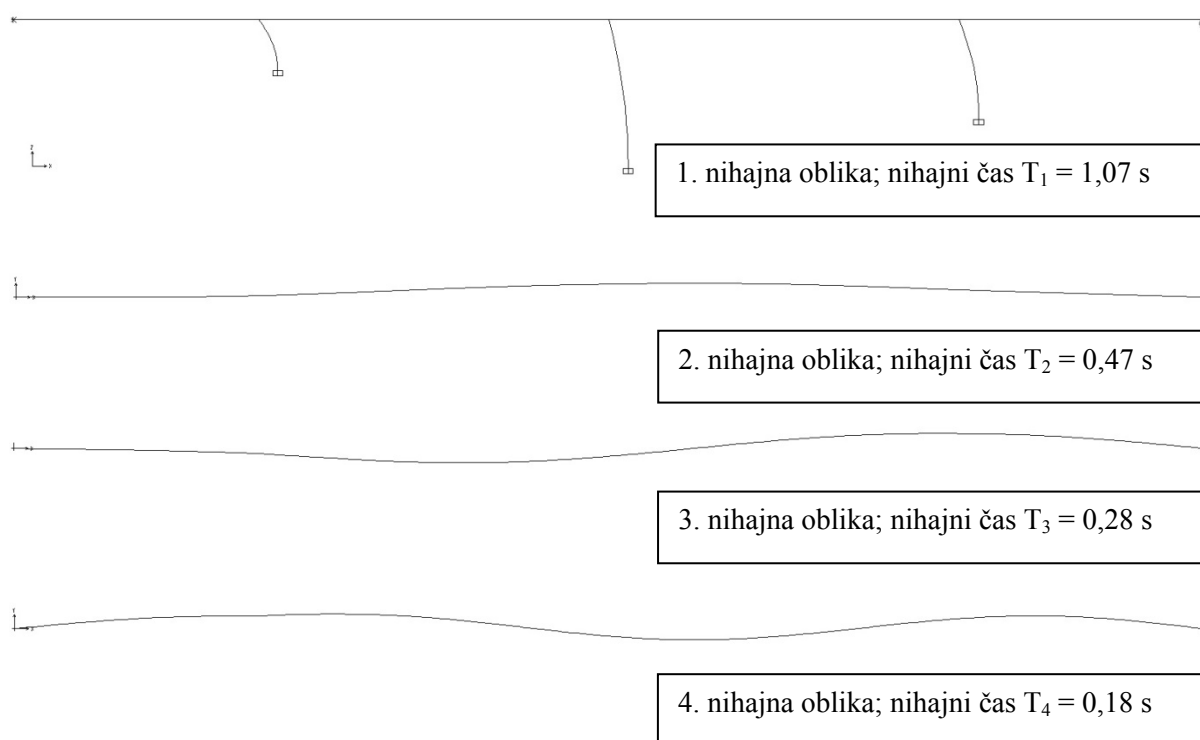 1. nihajna oblika; nihajni čas T₁ = 1,07 s
2. nihajna oblika; nihajni čas T₂ = 0,47 s
3. nihajna oblika; nihajni čas T₃ = 0,28 s
4. nihajna oblika; nihajni čas T₄ = 0,18 s